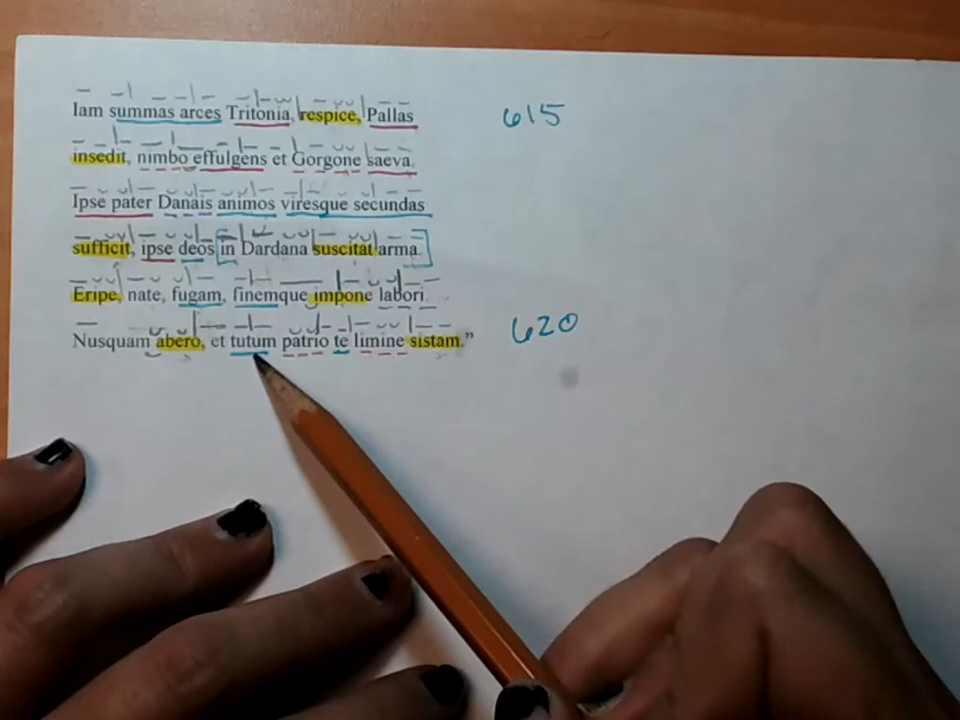 Iam summas arces Tritonia, respice, Pallas 615
insedit, nimbo effulgens et Gorgone saeva.
Ipse pater Danais animos viresque secundas
sufficit, ipse deos in Dardana suscitat arma.
Eripe, nate, fugam, finemque impone labori.
Nusquam abero, et tutum patrio te limine sistam.” 620